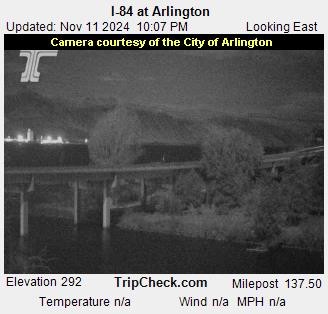 I-84 at Arlington
Updated: Nov 11 2024 10:07 PM Looking East
Camera courtesy of the City of Arlington
Elevation 292 TripCheck.com Milepost 137.50
Temperature n/a Wind n/a MPH n/a